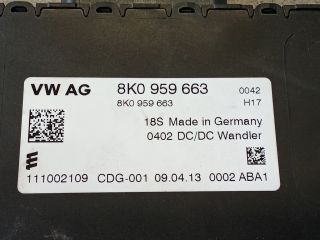 VW AG 8K0 959 663 0042
8K0 959 663 H17
18S Made in Germany
0402 DC/DC Wandler
111002109 CDG-001 09.04.13 0002 ABA1